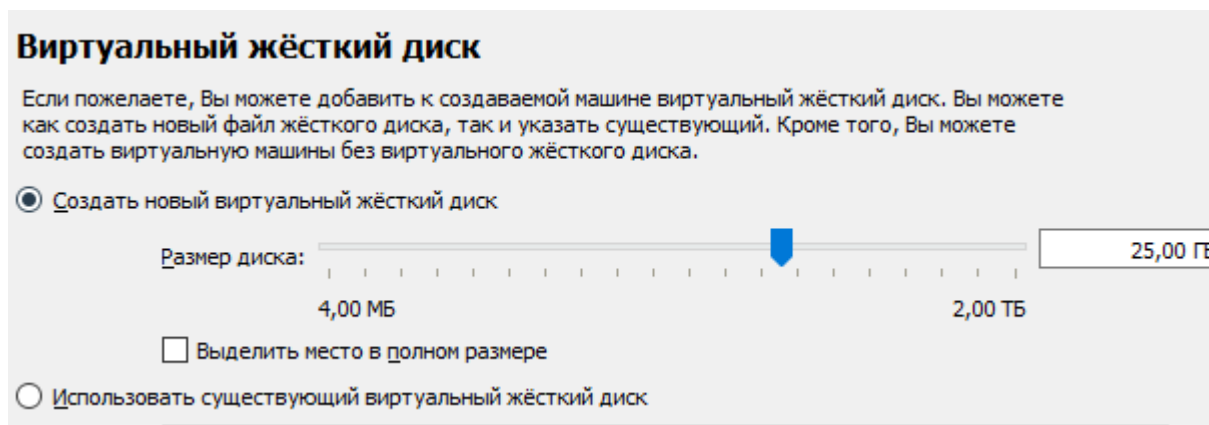 Виртуальный жёсткий диск
Если пожелаете, Вы можете добавить к создаваемой машине виртуальный жёсткий диск. Вы можете
как создать новый файл жёсткого диска, так и указать существующий. Кроме того, Вы можете
создать виртуальную машины без виртуального жёсткого диска.
Создать новый виртуальный жёсткий диск
Размер диска: 25,00 ГБ
4,00 МБ 2,00 ТБ
Выделить место в полном размере
Использовать существующий виртуальный жёсткий диск